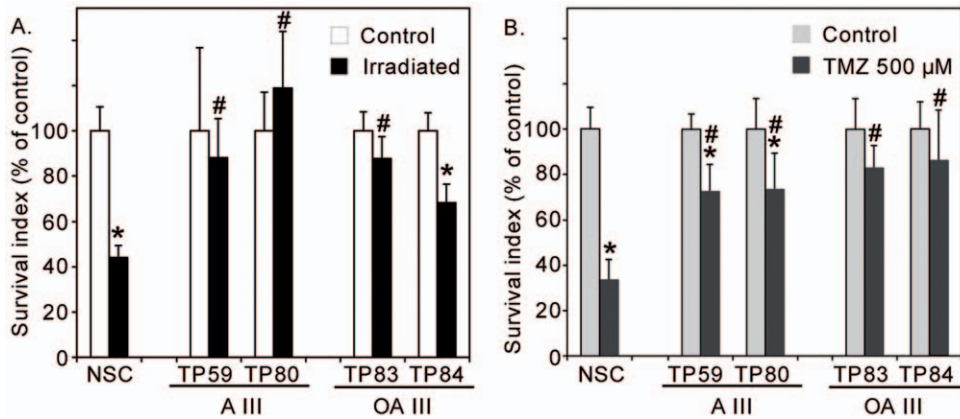 A.
Control
Irradiated
Survival index (% of control)
100
80
60
40
20
0
#
#
#
*
*
NSC
TP59
TP80
TP83
TP84
A III
OA III
B.
Control
TMZ 500 µM
Survival index (% of control)
100
80
60
40
20
0
#
#
#
#
*
*
*
NSC
TP59
TP80
TP83
TP84
A III
OA III